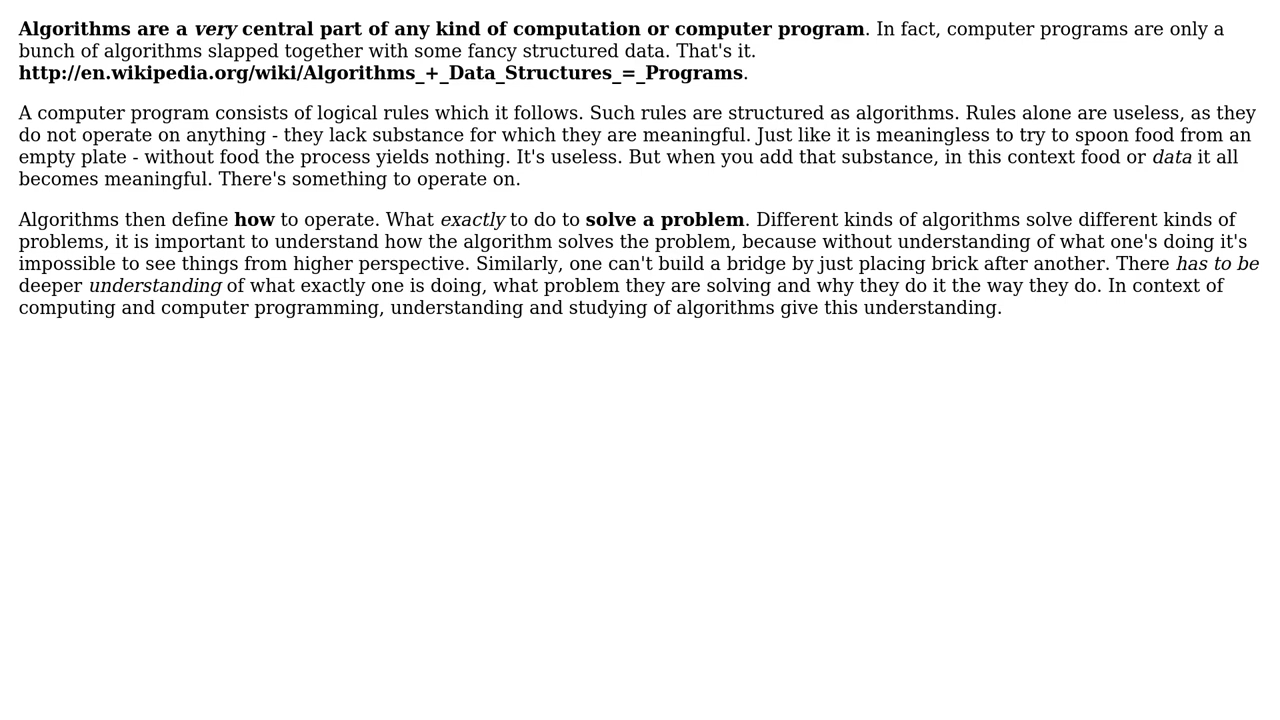 Algorithms are a very central part of any kind of computation or computer program. In fact, computer programs are only a
bunch of algorithms slapped together with some fancy structured data. That's it.
http://en.wikipedia.org/wiki/Algorithms_+_Data_Structures_=_Programs.
A computer program consists of logical rules which it follows. Such rules are structured as algorithms. Rules alone are useless, as they
do not operate on anything - they lack substance for which they are meaningful. Just like it is meaningless to try to spoon food from an
empty plate - without food the process yields nothing. It's useless. But when you add that substance, in this context food or data it all
becomes meaningful. There's something to operate on.
Algorithms then define how to operate. What exactly to do to solve a problem. Different kinds of algorithms solve different kinds of
problems, it is important to understand how the algorithm solves the problem, because without understanding of what one's doing it's
impossible to see things from higher perspective. Similarly, one can't build a bridge by just placing brick after another. There has to be
deeper understanding of what exactly one is doing, what problem they are solving and why they do it the way they do. In context of
computing and computer programming, understanding and studying of algorithms give this understanding.